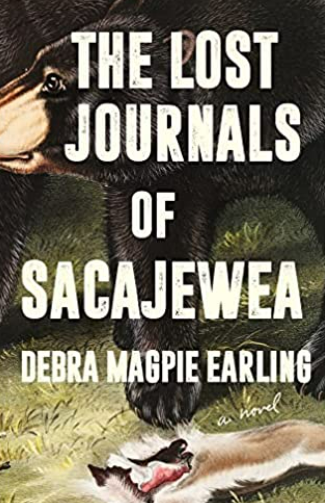 THE LOST
JOURNALS
OF
SACAJEWEA
DEBRA MAGPIE EARLING
a novel